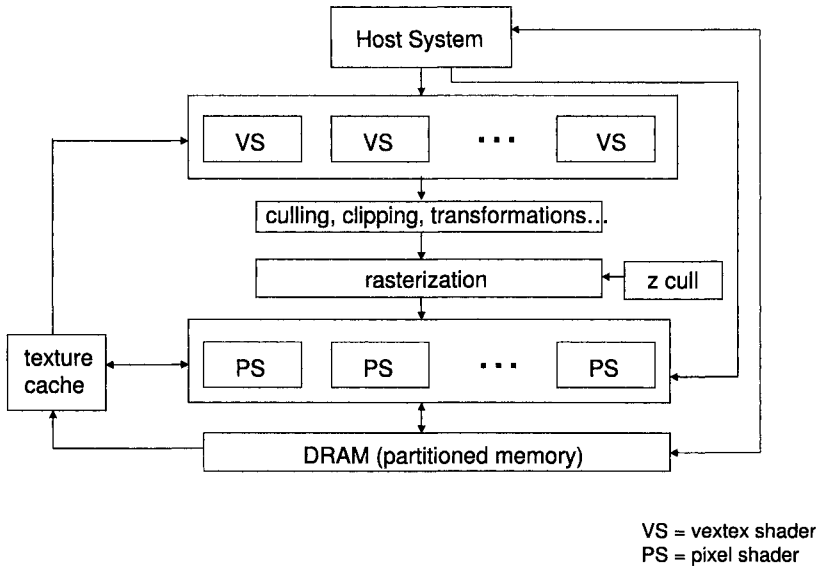 Host System
VS VS ... VS
culling, clipping, transformations...
rasterization
z cull
texture
cache
PS PS ... PS
DRAM (partitioned memory)
VS = vextex shader
PS = pixel shader